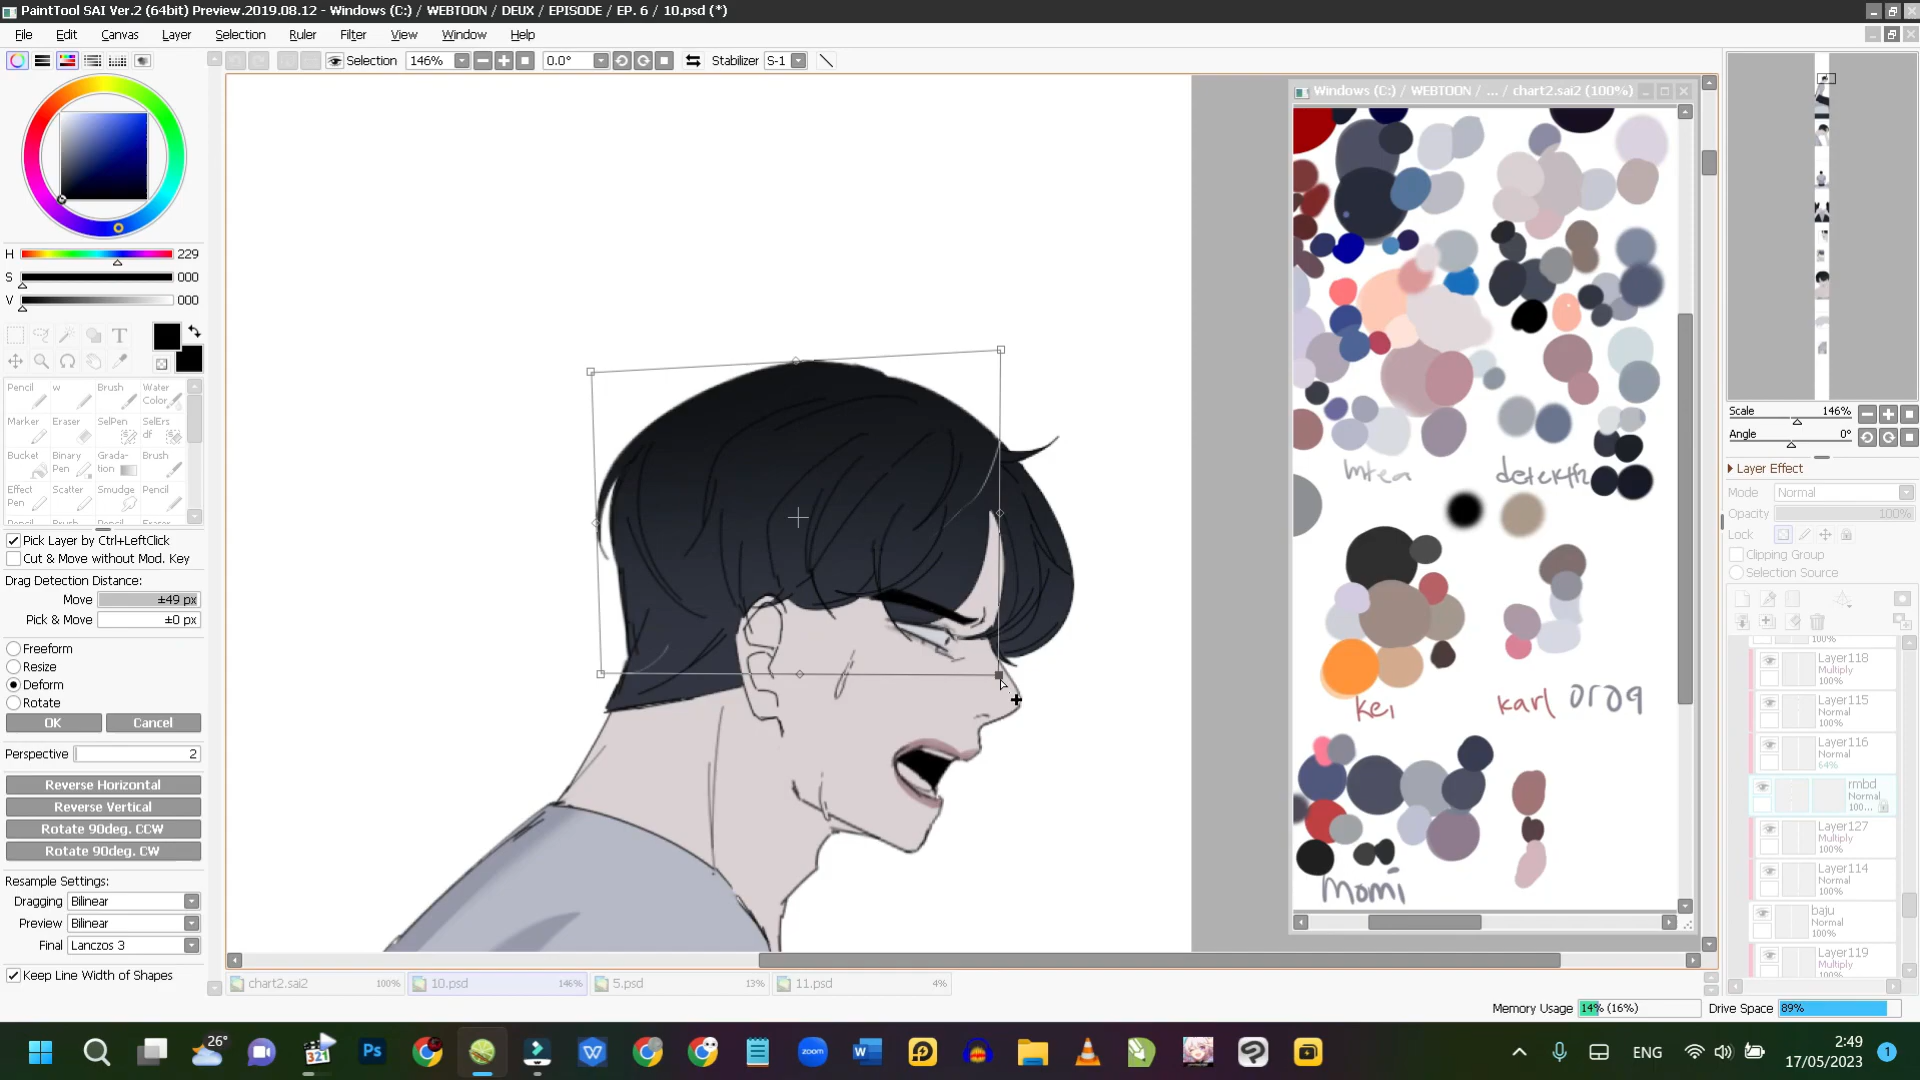 PaintTool SAI Ver.2 (64bit) Preview.2019.08.12 - Windows (C:) / WEBTOON / DEUX / EPISODE / EP. 6 / 10.psd (*)
File Edit Canvas Layer Selection Ruler Filter View Window Help
Selection 146% 0.0° Stabilizer S-1
Windows (C:) / WEBTOON / ... / chart2.sai2 (100%)
H 229
S 000
V 000
T
Pencil w Brush Water Color
Marker Eraser SelPen SelErs df
Bucket Binary Pen Grada-tion Brush
Effect Pen Scatter Smudge Pencil
Pick Layer by Ctrl+LeftClick
Cut & Move without Mod. Key
Drag Detection Distance:
Move ±49 px
Pick & Move ±0 px
Freeform
Resize
Deform
Rotate
OK Cancel
Perspective 2
Reverse Horizontal
Reverse Vertical
Rotate 90deg. CCW
Rotate 90deg. CW
Resample Settings:
Dragging Bilinear
Preview Bilinear
Final Lanczos 3
Keep Line Width of Shapes
kei
karl
momi
Scale 146%
Angle 0°
Layer Effect
Mode Normal
Opacity 100%
Lock
Clipping Group
Selection Source
100%
Layer118
Multiply
100%
Layer115
Normal
100%
Layer116
64%
rmbd
Normal
100...
Layer127
Multiply
100%
Layer114
Normal
100%
baju
Normal
100%
Layer119
Multiply
chart2.sai2 100% 10.psd 146% 5.psd 13% 11.psd 4%
Memory Usage 14% (16%) Drive Space 89%
26°
321
Ps
zoom
ENG
2:49
17/05/2023
1